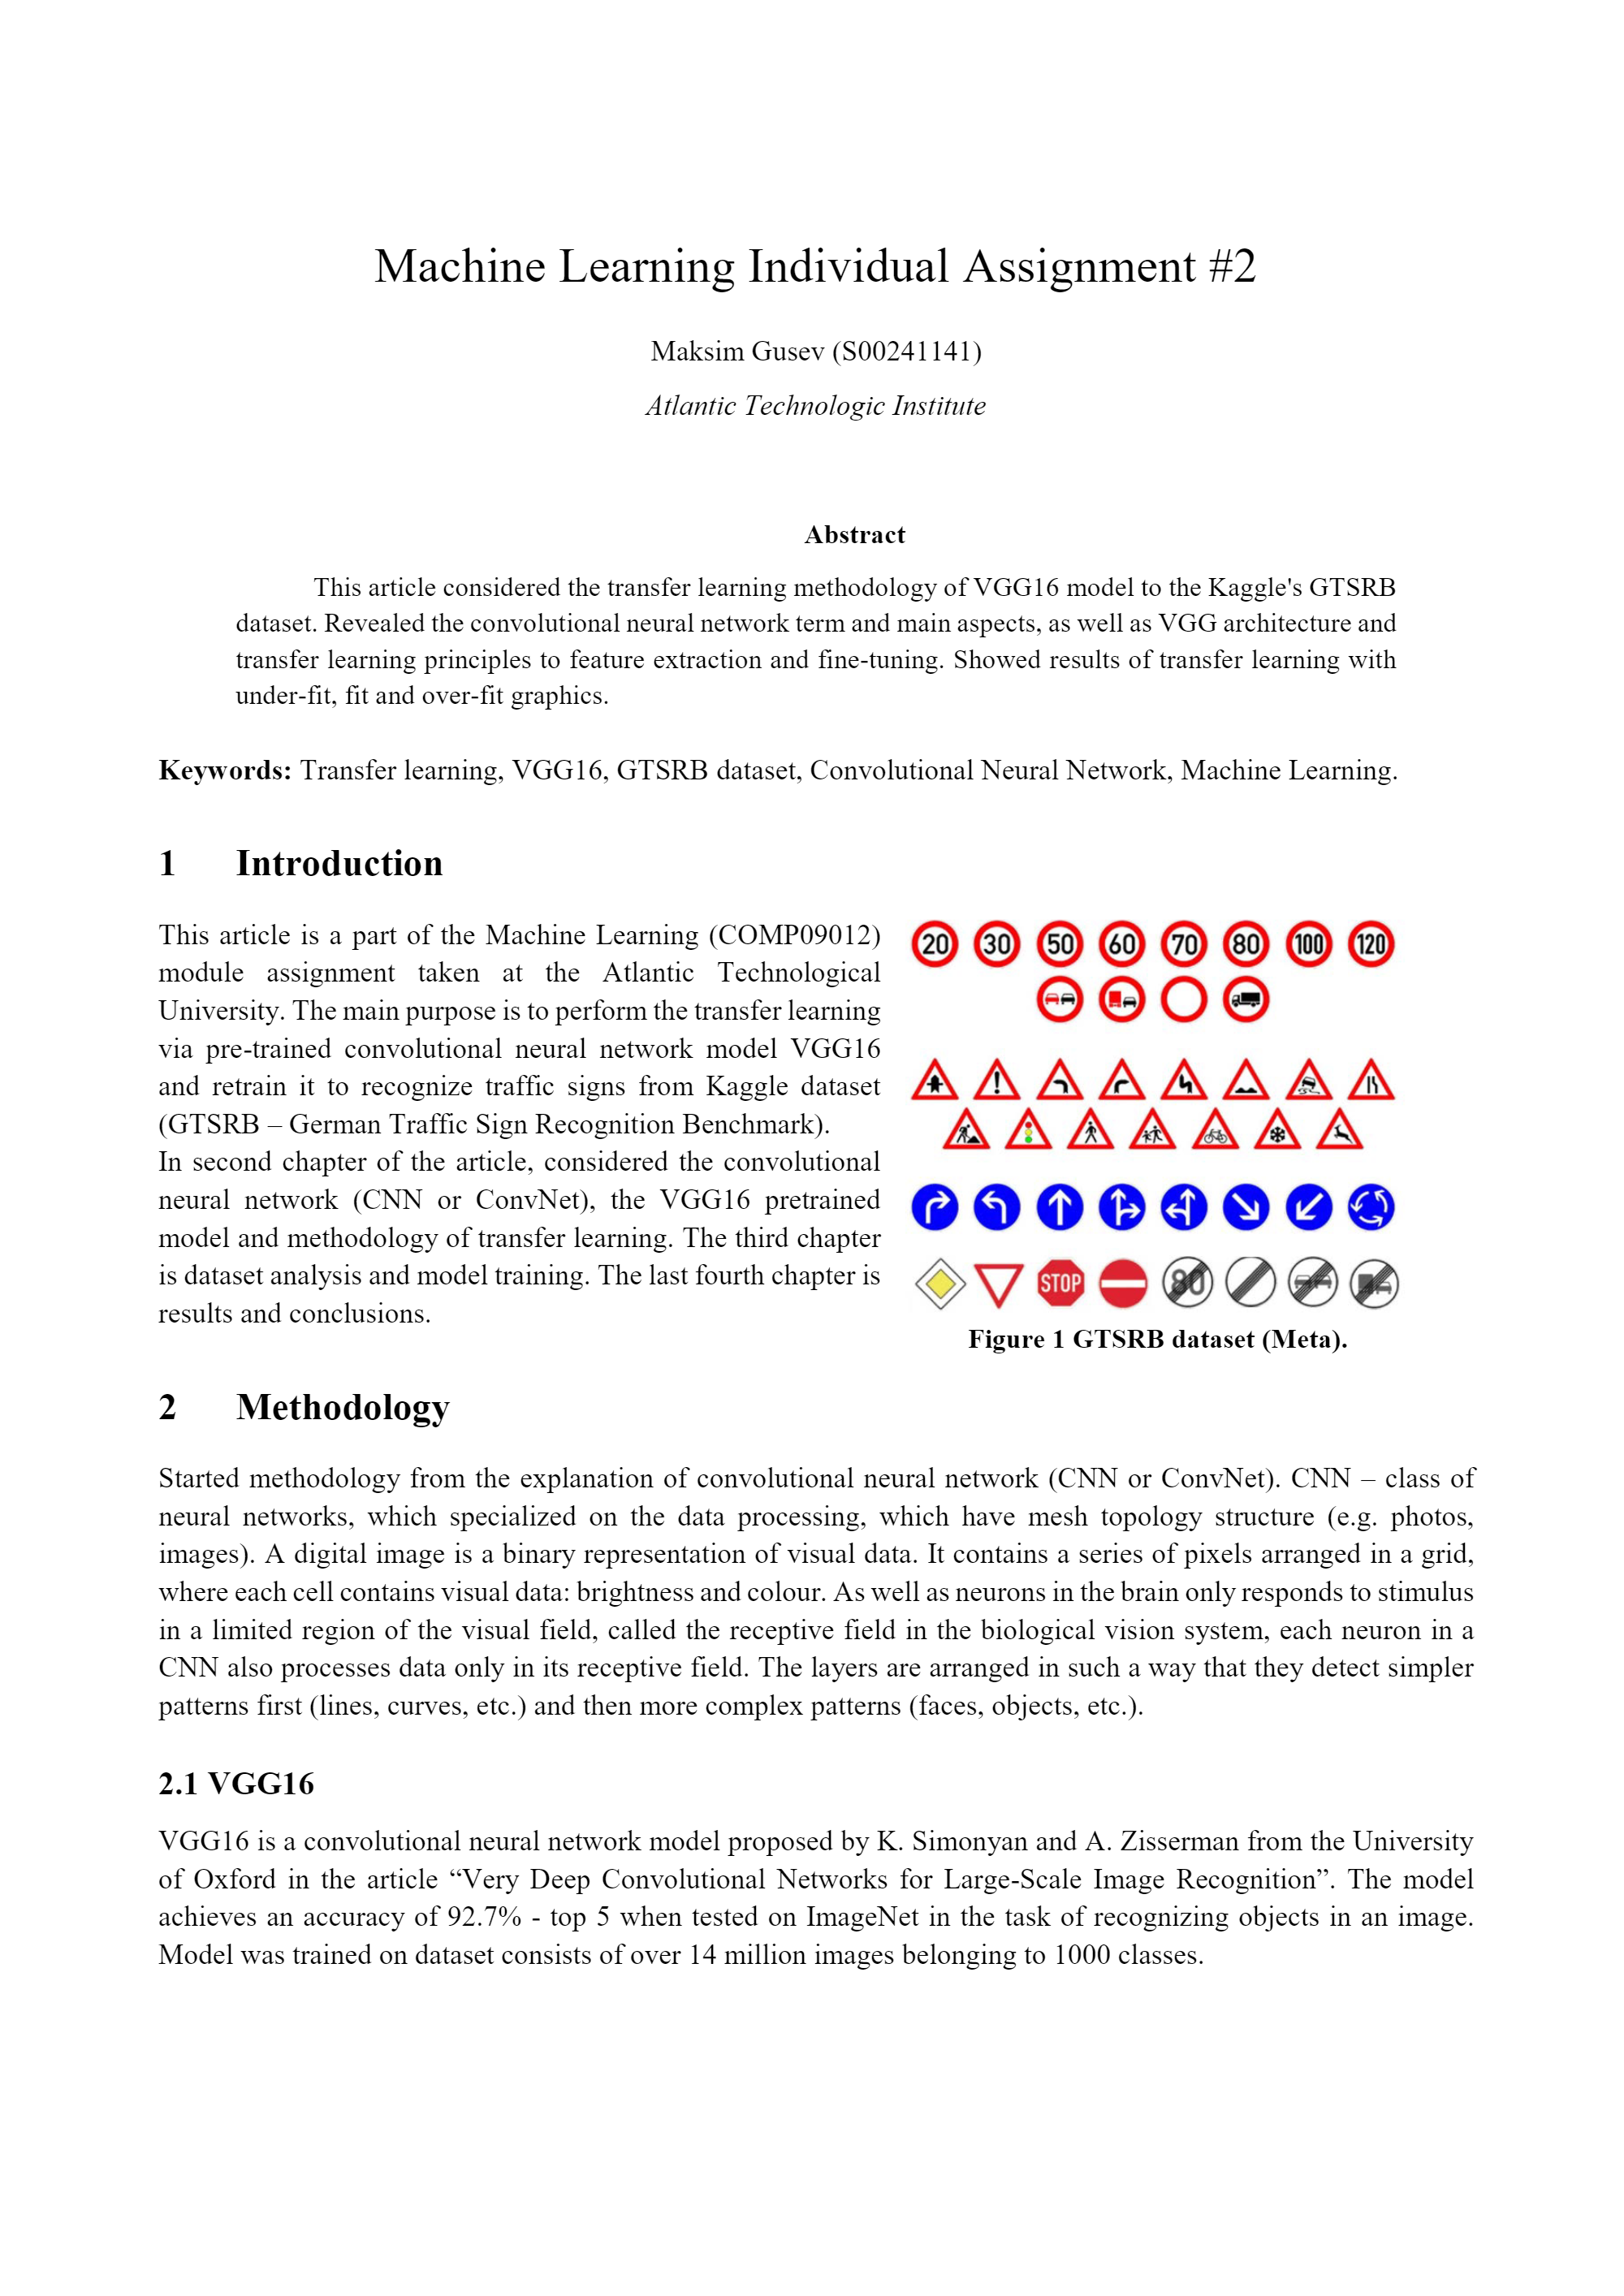 Machine Learning Individual Assignment #2
Maksim Gusev (S00241141)
Atlantic Technologic Institute
Abstract
This article considered the transfer learning methodology of VGG16 model to the Kaggle's GTSRB
dataset. Revealed the convolutional neural network term and main aspects, as well as VGG architecture and
transfer learning principles to feature extraction and fine-tuning. Showed results of transfer learning with
under-fit, fit and over-fit graphics.
Keywords: Transfer learning, VGG16, GTSRB dataset, Convolutional Neural Network, Machine Learning.
1 Introduction
This article is a part of the Machine Learning (COMP09012)
module assignment taken at the Atlantic Technological
University. The main purpose is to perform the transfer learning
via pre-trained convolutional neural network model VGG16
and retrain it to recognize traffic signs from Kaggle dataset
(GTSRB – German Traffic Sign Recognition Benchmark).
In second chapter of the article, considered the convolutional
neural network (CNN or ConvNet), the VGG16 pretrained
model and methodology of transfer learning. The third chapter
is dataset analysis and model training. The last fourth chapter is
results and conclusions.
20 30 50 60 70 80 100 120
STOP 80
Figure 1 GTSRB dataset (Meta).
2 Methodology
Started methodology from the explanation of convolutional neural network (CNN or ConvNet). CNN – class of
neural networks, which specialized on the data processing, which have mesh topology structure (e.g. photos,
images). A digital image is a binary representation of visual data. It contains a series of pixels arranged in a grid,
where each cell contains visual data: brightness and colour. As well as neurons in the brain only responds to stimulus
in a limited region of the visual field, called the receptive field in the biological vision system, each neuron in a
CNN also processes data only in its receptive field. The layers are arranged in such a way that they detect simpler
patterns first (lines, curves, etc.) and then more complex patterns (faces, objects, etc.).
2.1 VGG16
VGG16 is a convolutional neural network model proposed by K. Simonyan and A. Zisserman from the University
of Oxford in the article “Very Deep Convolutional Networks for Large-Scale Image Recognition”. The model
achieves an accuracy of 92.7% - top 5 when tested on ImageNet in the task of recognizing objects in an image.
Model was trained on dataset consists of over 14 million images belonging to 1000 classes.